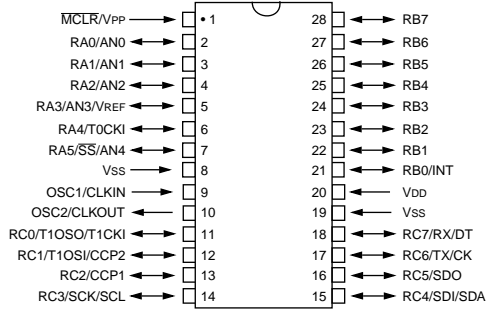 MCLR/VPP • 1 28 RB7
RA0/AN0 2 27 RB6
RA1/AN1 3 26 RB5
RA2/AN2 4 25 RB4
RA3/AN3/VREF 5 24 RB3
RA4/T0CKI 6 23 RB2
RA5/SS/AN4 7 22 RB1
VSS 8 21 RB0/INT
OSC1/CLKIN 9 20 VDD
OSC2/CLKOUT 10 19 VSS
RC0/T1OSO/T1CKI 11 18 RC7/RX/DT
RC1/T1OSI/CCP2 12 17 RC6/TX/CK
RC2/CCP1 13 16 RC5/SDO
RC3/SCK/SCL 14 15 RC4/SDI/SDA